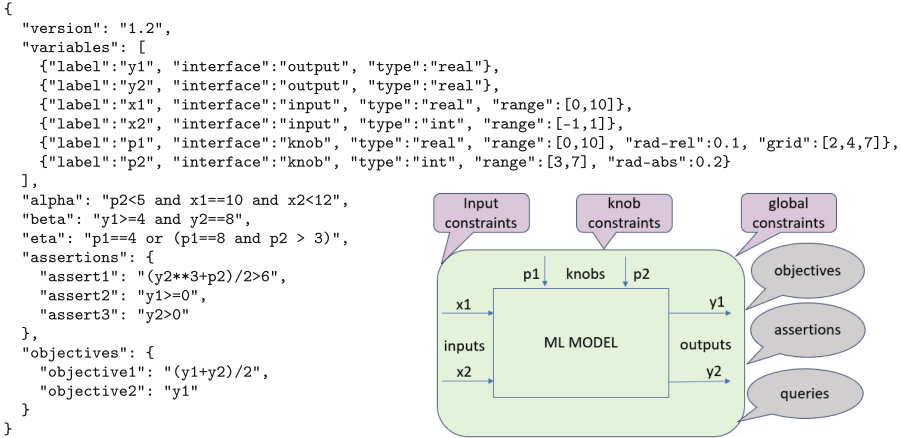 {
  "version": "1.2",
  "variables": [
    {"label":"y1", "interface":"output", "type":"real"},
    {"label":"y2", "interface":"output", "type":"real"},
    {"label":"x1", "interface":"input", "type":"real", "range":[0,10]},
    {"label":"x2", "interface":"input", "type":"int", "range":[-1,1]},
    {"label":"p1", "interface":"knob", "type":"real", "range":[0,10], "rad-rel":0.1, "grid":[2,4,7]},
    {"label":"p2", "interface":"knob", "type":"int", "range":[3,7], "rad-abs":0.2}
  ],
  "alpha": "p2<5 and x1==10 and x2<12",
  "beta": "y1>=4 and y2==8",
  "eta": "p1==4 or (p1==8 and p2 > 3)",
  "assertions": {
    "assert1": "(y2**3+p2)/2>6",
    "assert2": "y1>=0",
    "assert3": "y2>0"
  },
  "objectives": {
    "objective1": "(y1+y2)/2",
    "objective2": "y1"
  }
}
Input
constraints
knob
constraints
global
constraints
p1 knobs p2
x1
inputs
x2
ML MODEL
y1
outputs
y2
objectives
assertions
queries